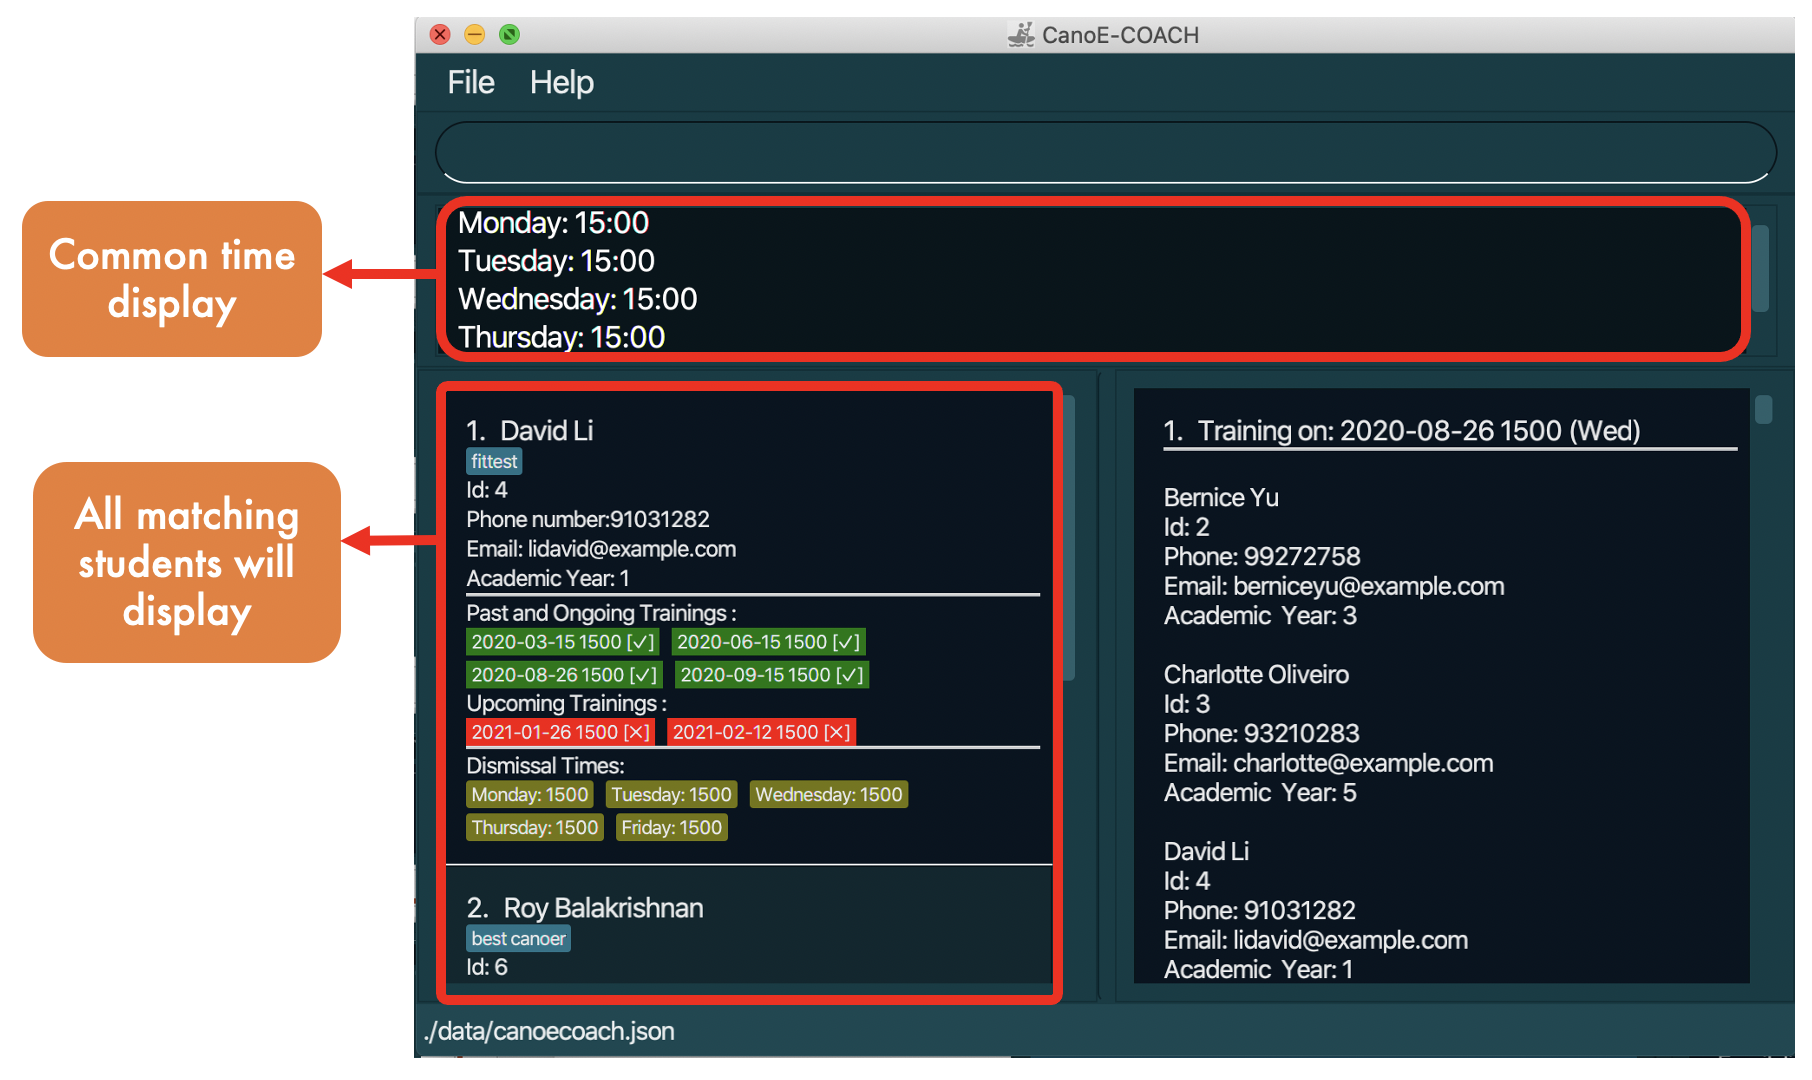 CanoE-COACH
File Help
Common time
display
Monday: 15:00
Tuesday: 15:00
Wednesday: 15:00
Thursday: 15:00
All matching
students will
display
1. David Li
fittest
Id: 4
Phone number:91031282
Email: lidavid@example.com
Academic Year: 1
Past and Ongoing Trainings :
2020-03-15 1500 [✓] 2020-06-15 1500 [✓]
2020-08-26 1500 [✓] 2020-09-15 1500 [✓]
Upcoming Trainings :
2021-01-26 1500 [✕] 2021-02-12 1500 [✕]
Dismissal Times:
Monday: 1500 Tuesday: 1500 Wednesday: 1500
Thursday: 1500 Friday: 1500
2. Roy Balakrishnan
best canoer
Id: 6
1. Training on: 2020-08-26 1500 (Wed)
Bernice Yu
Id: 2
Phone: 99272758
Email: berniceyu@example.com
Academic Year: 3
Charlotte Oliveiro
Id: 3
Phone: 93210283
Email: charlotte@example.com
Academic Year: 5
David Li
Id: 4
Phone: 91031282
Email: lidavid@example.com
Academic Year: 1
./data/canoecoach.json